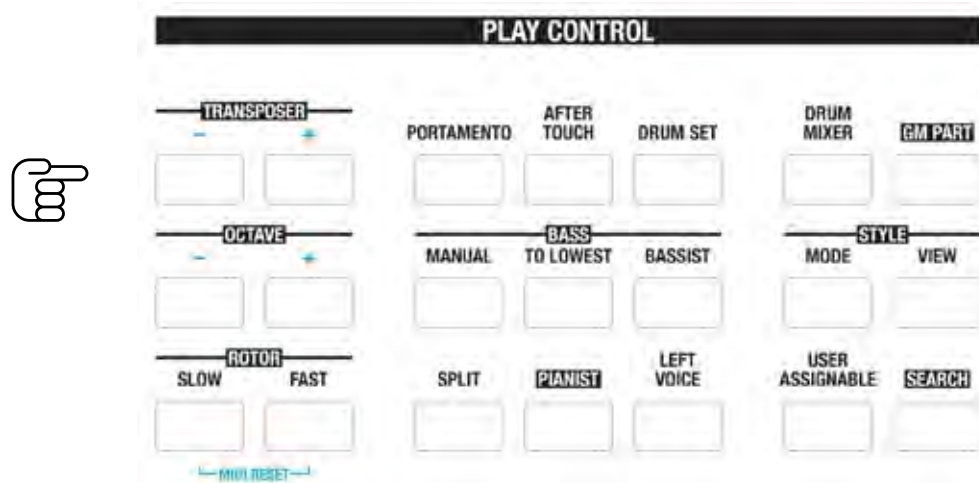 PLAY CONTROL
TRANSPOSER
- +
PORTAMENTO
AFTER
TOUCH
DRUM SET
DRUM
MIXER
GM PART
OCTAVE
- +
BASS
MANUAL TO LOWEST BASSIST
STYLE
MODE VIEW
ROTOR
SLOW FAST
SPLIT
PIANIST
LEFT
VOICE
USER
ASSIGNABLE
SEARCH
MIDI RESET